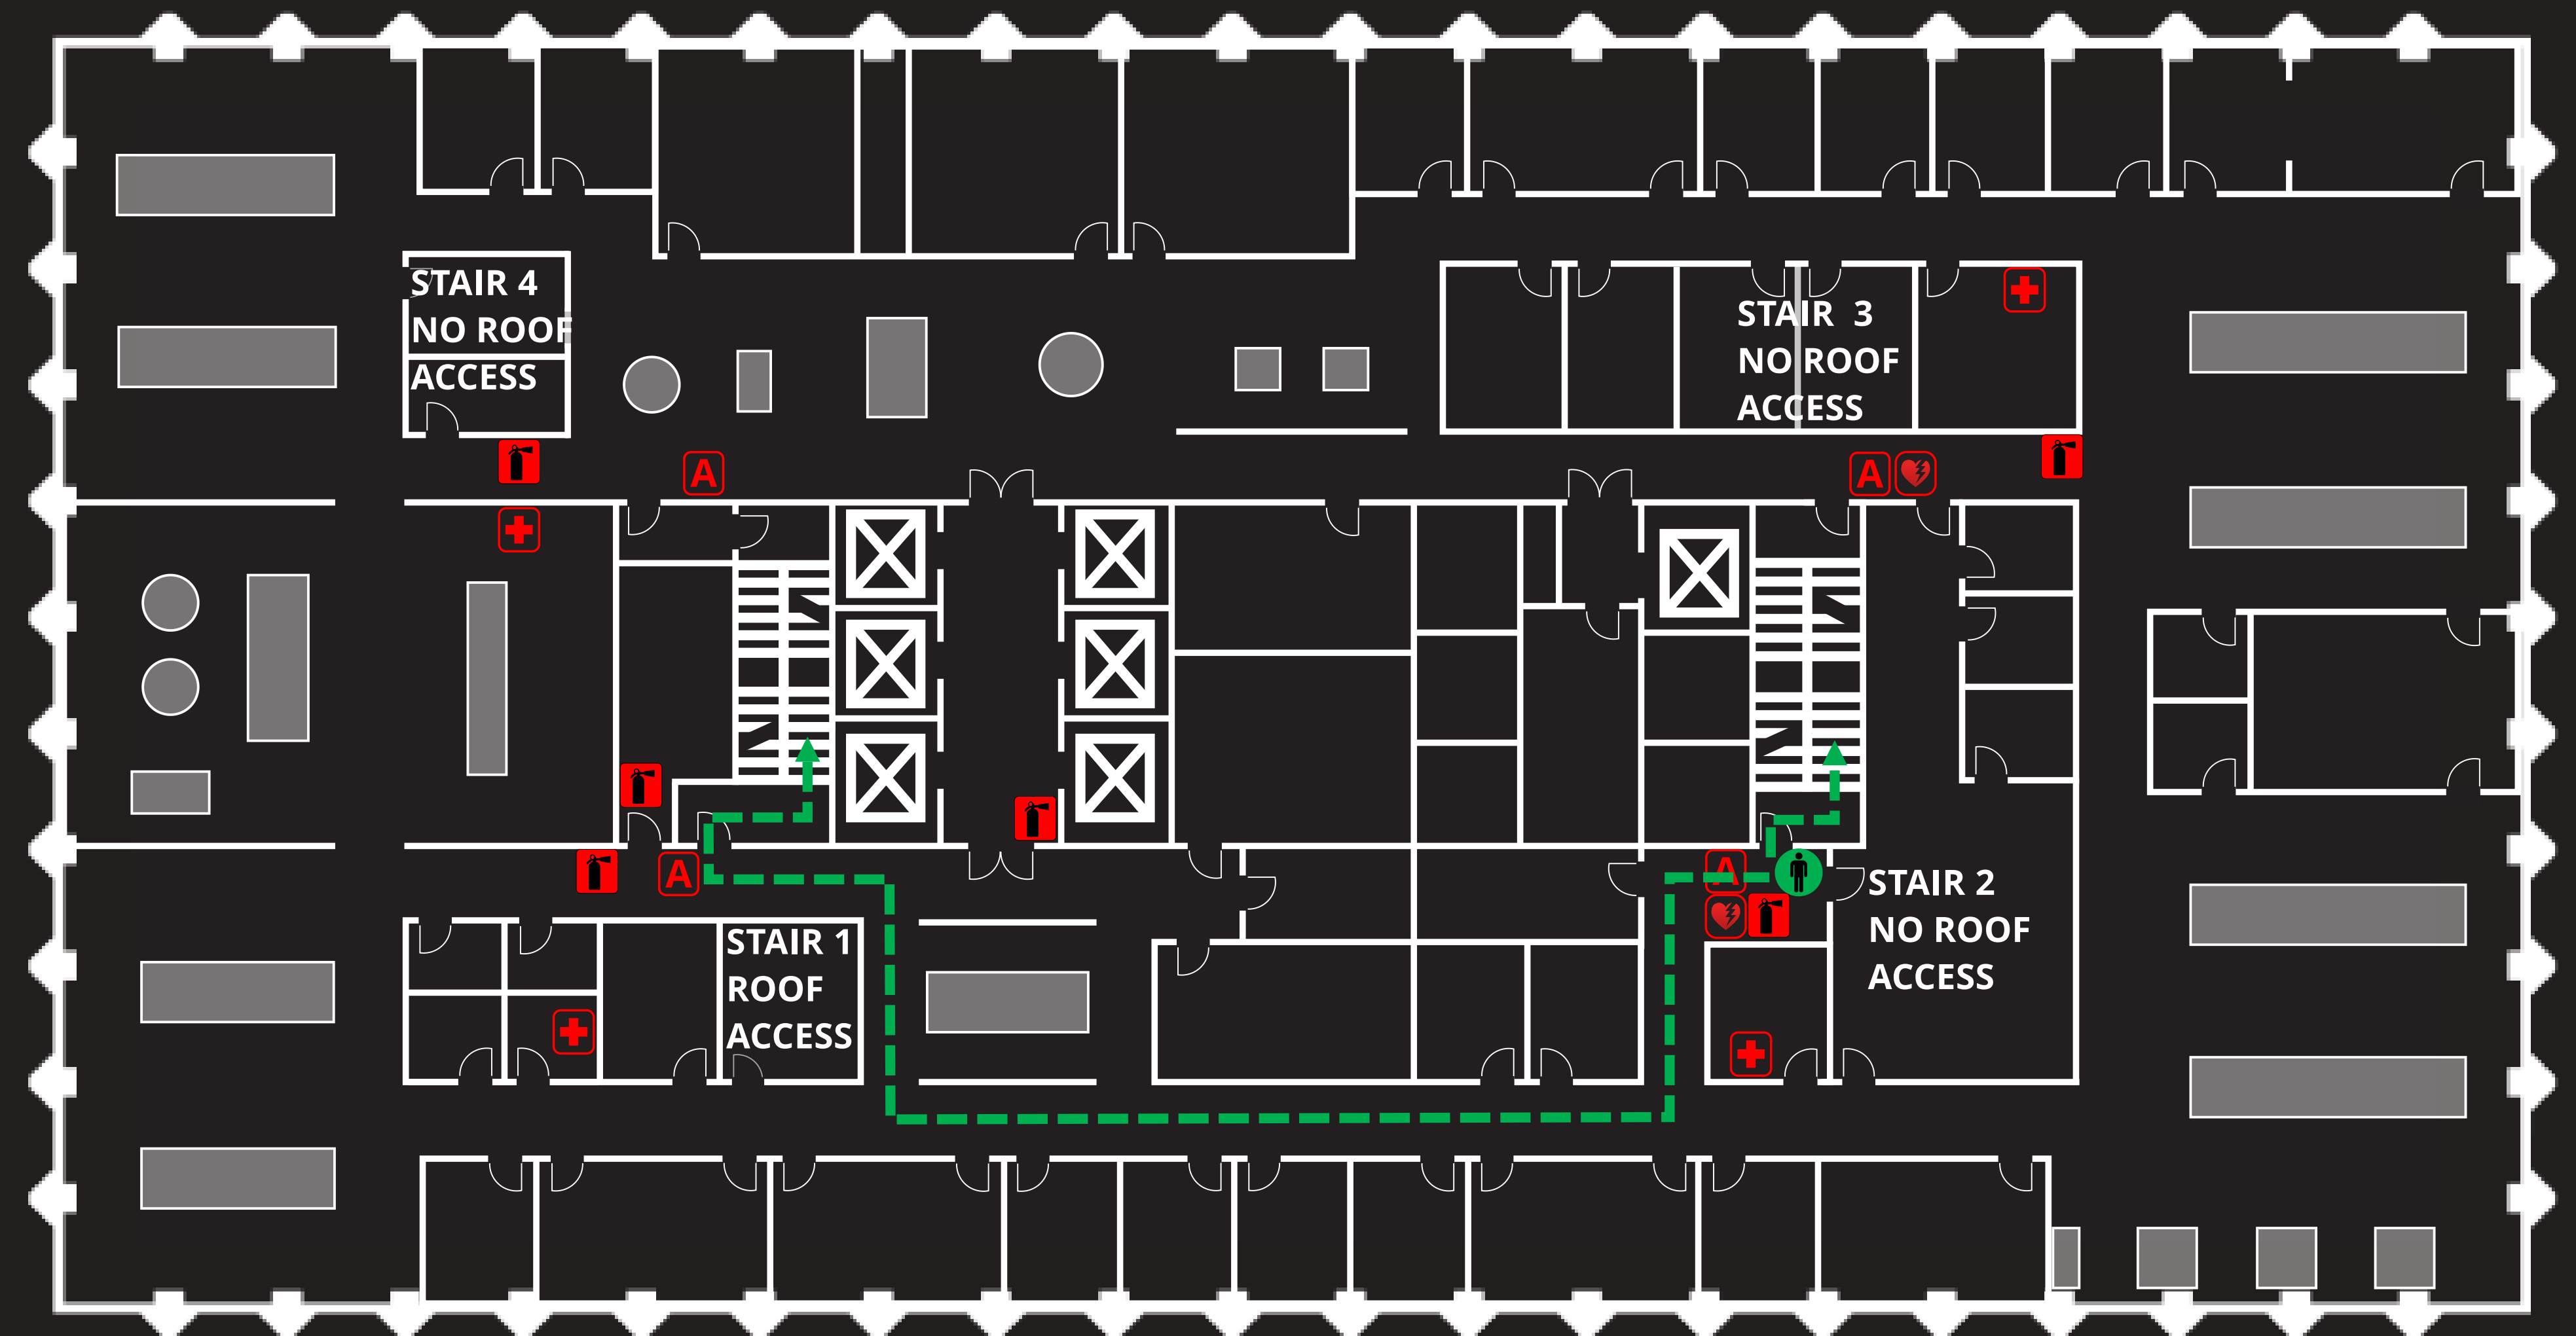 STAIR 4
NO ROOF
ACCESS
STAIR 3
NO ROOF
ACCESS
A
A
A
A
STAIR 2
NO ROOF
ACCESS
STAIR 1
ROOF
ACCESS